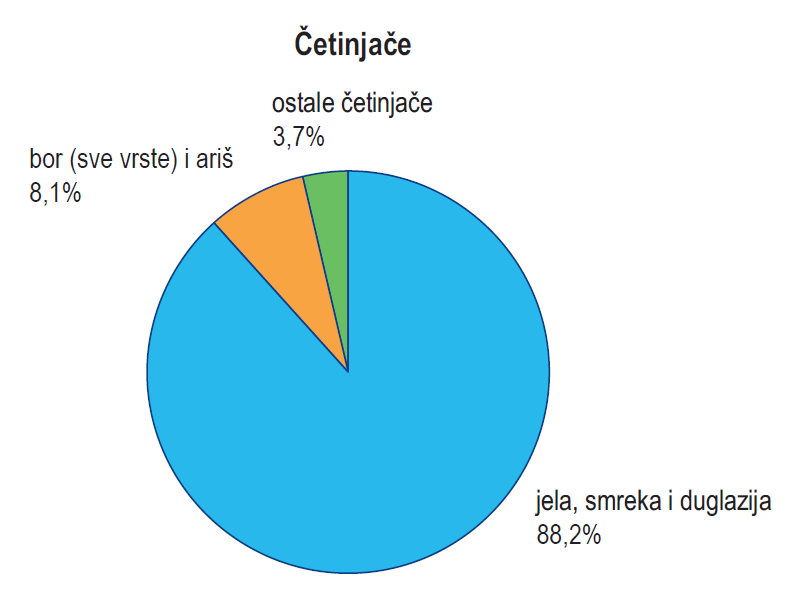 Četinjače
ostale četinjače
3,7%
bor (sve vrste) i ariš
8,1%
jela, smreka i duglazija
88,2%